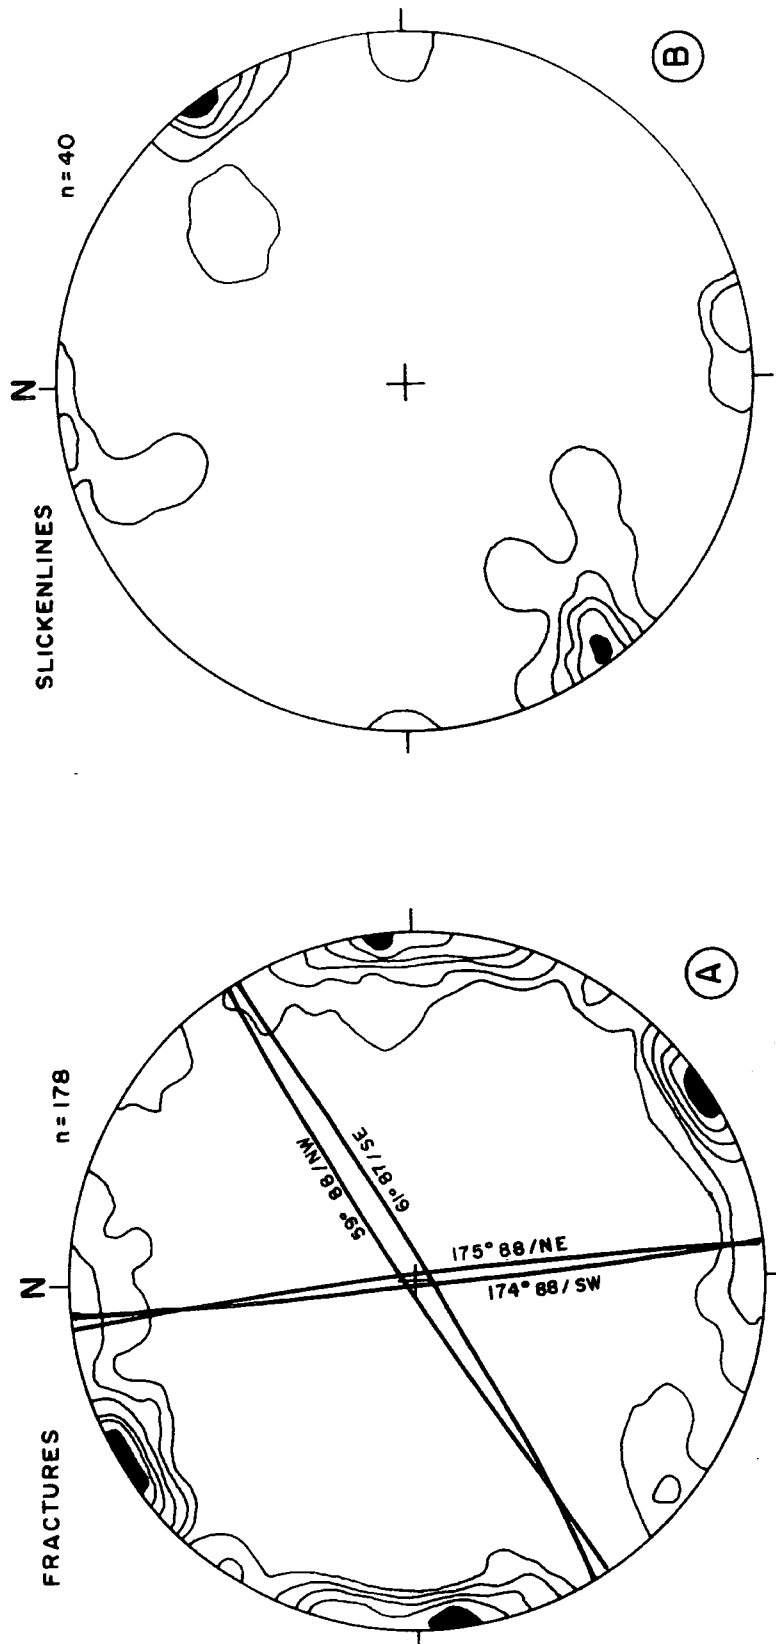 SLICKENLINES
N
n=40
B
FRACTURES
N
n=178
59° 88/NW
61° 87/SE
175° 88/NE
174° 88/SW
A